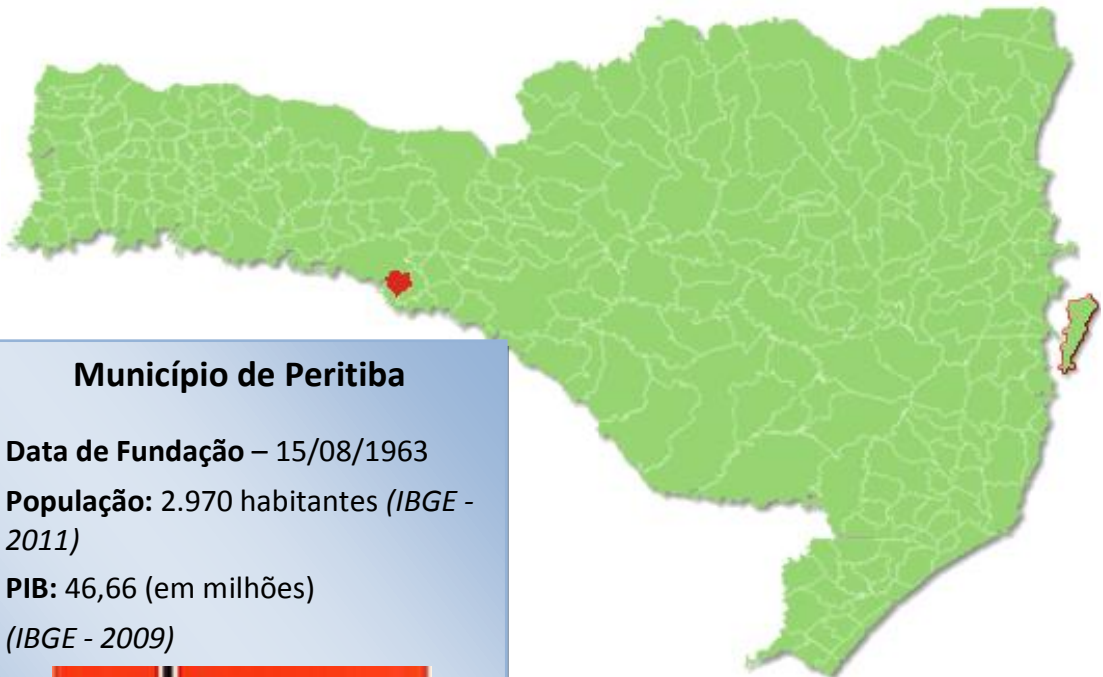 Município de Peritiba
Data de Fundação – 15/08/1963
População: 2.970 habitantes (IBGE -
2011)
PIB: 46,66 (em milhões)
(IBGE - 2009)